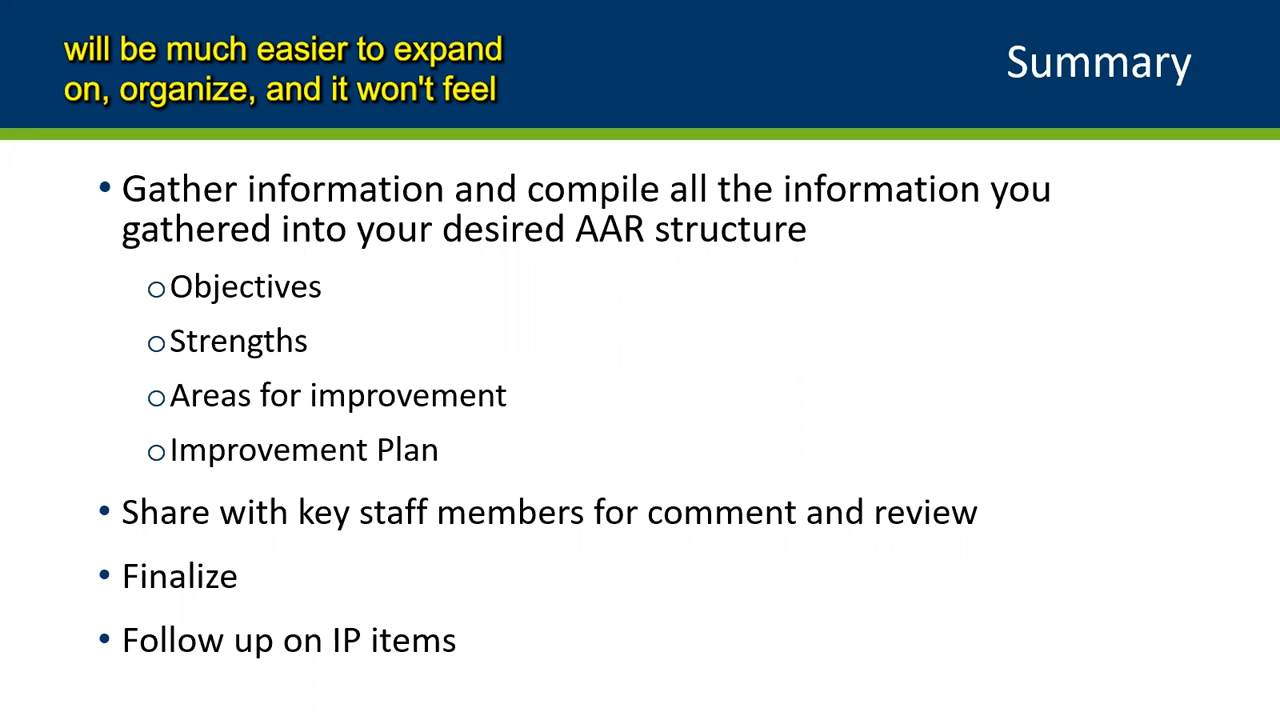 will be much easier to expand
on, organize, and it won't feel
Summary
• Gather information and compile all the information you
gathered into your desired AAR structure
o Objectives
o Strengths
o Areas for improvement
o Improvement Plan
• Share with key staff members for comment and review
• Finalize
• Follow up on IP items